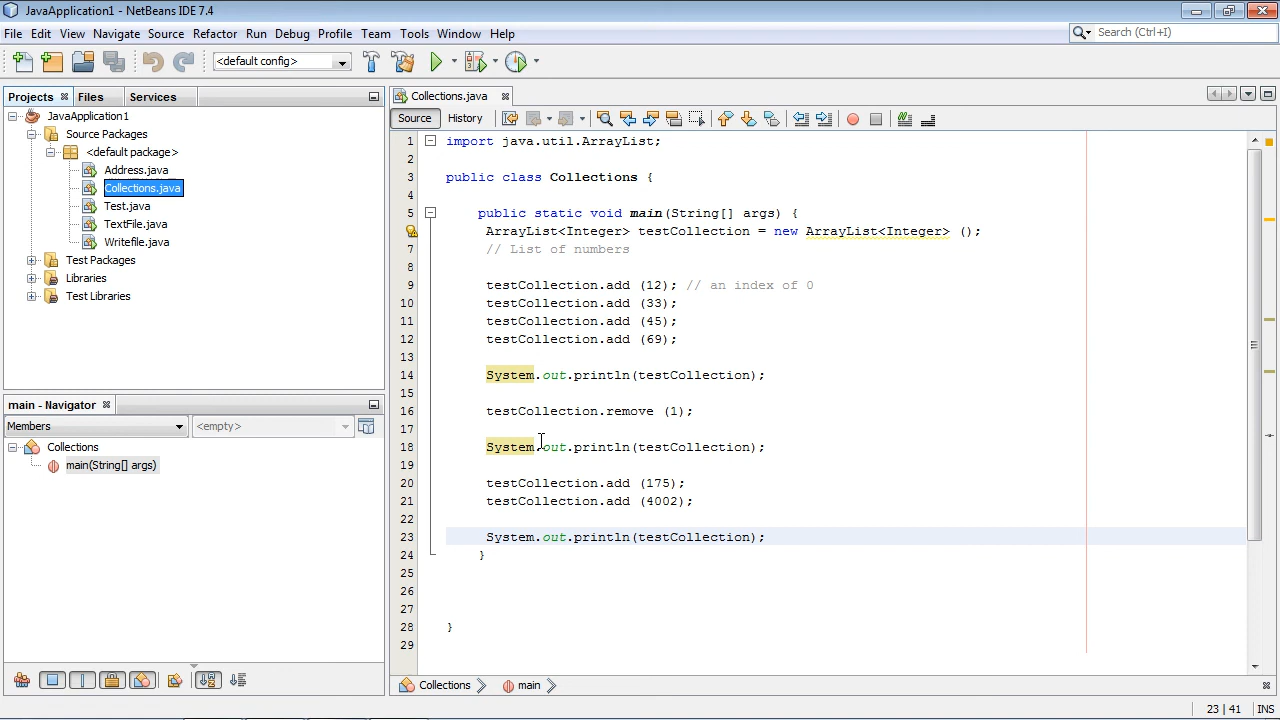 JavaApplication1 - NetBeans IDE 7.4
File Edit View Navigate Source Refactor Run Debug Profile Team Tools Window Help
Search (Ctrl+I)
<default config>
Projects Files Services
JavaApplication1
Source Packages
<default package>
Address.java
Collections.java
Test.java
TextFile.java
Writefile.java
Test Packages
Libraries
Test Libraries
main - Navigator
Members <empty>
Collections
main(String[] args)
Collections.java
Source History
1 import java.util.ArrayList;
2
3 public class Collections {
4
5 public static void main(String[] args) {
ArrayList<Integer> testCollection = new ArrayList<Integer> ();
7 // List of numbers
8
9 testCollection.add (12); // an index of 0
10 testCollection.add (33);
11 testCollection.add (45);
12 testCollection.add (69);
13
14 System.out.println(testCollection);
15
16 testCollection.remove (1);
17
18 System.out.println(testCollection);
19
20 testCollection.add (175);
21 testCollection.add (4002);
22
23 System.out.println(testCollection);
24 }
25
26
27
28 }
29
Collections main
23 | 41 INS